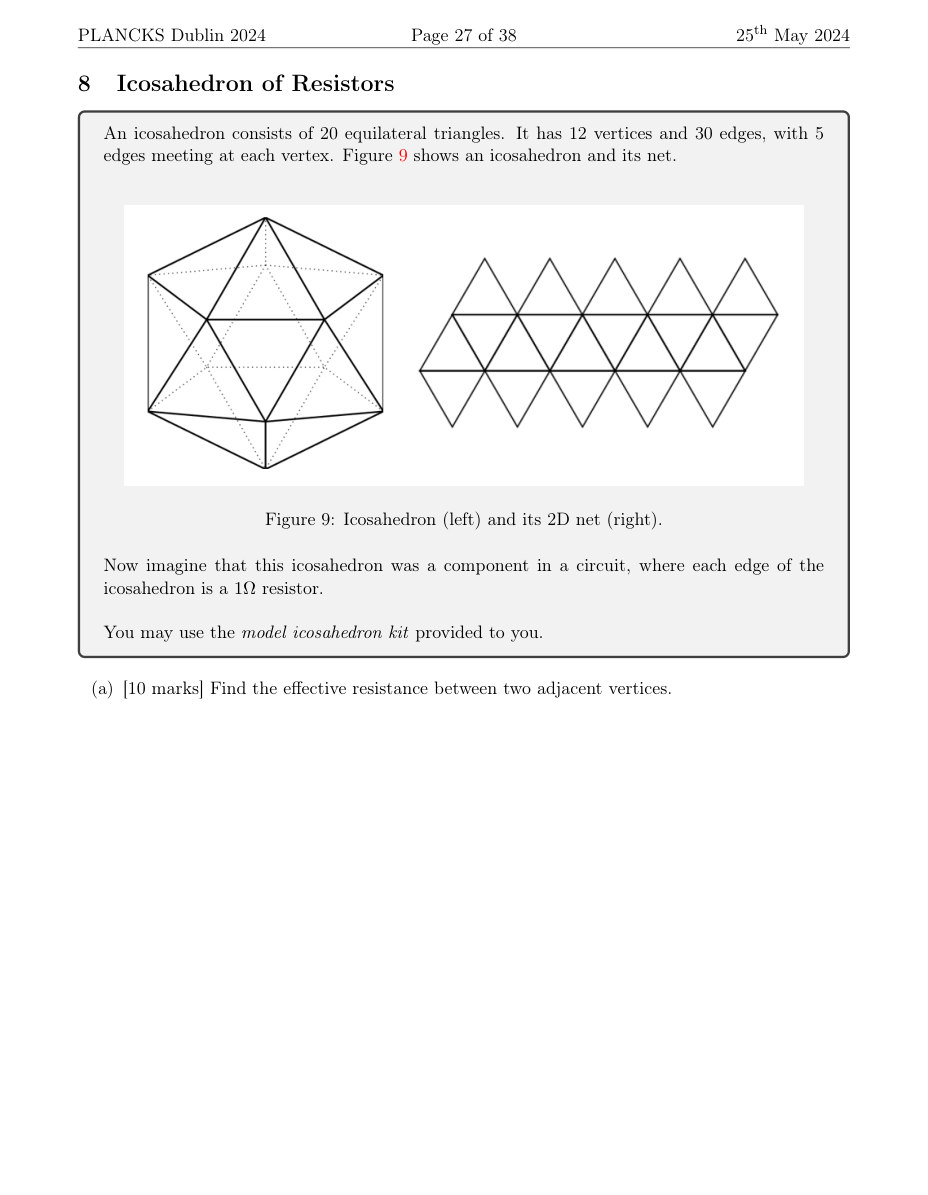 PLANCKS Dublin 2024 Page 27 of 38 25th May 2024
8 Icosahedron of Resistors
An icosahedron consists of 20 equilateral triangles. It has 12 vertices and 30 edges, with 5
edges meeting at each vertex. Figure 9 shows an icosahedron and its net.
Figure 9: Icosahedron (left) and its 2D net (right).
Now imagine that this icosahedron was a component in a circuit, where each edge of the
icosahedron is a 1Ω resistor.
You may use the model icosahedron kit provided to you.
(a) [10 marks] Find the effective resistance between two adjacent vertices.